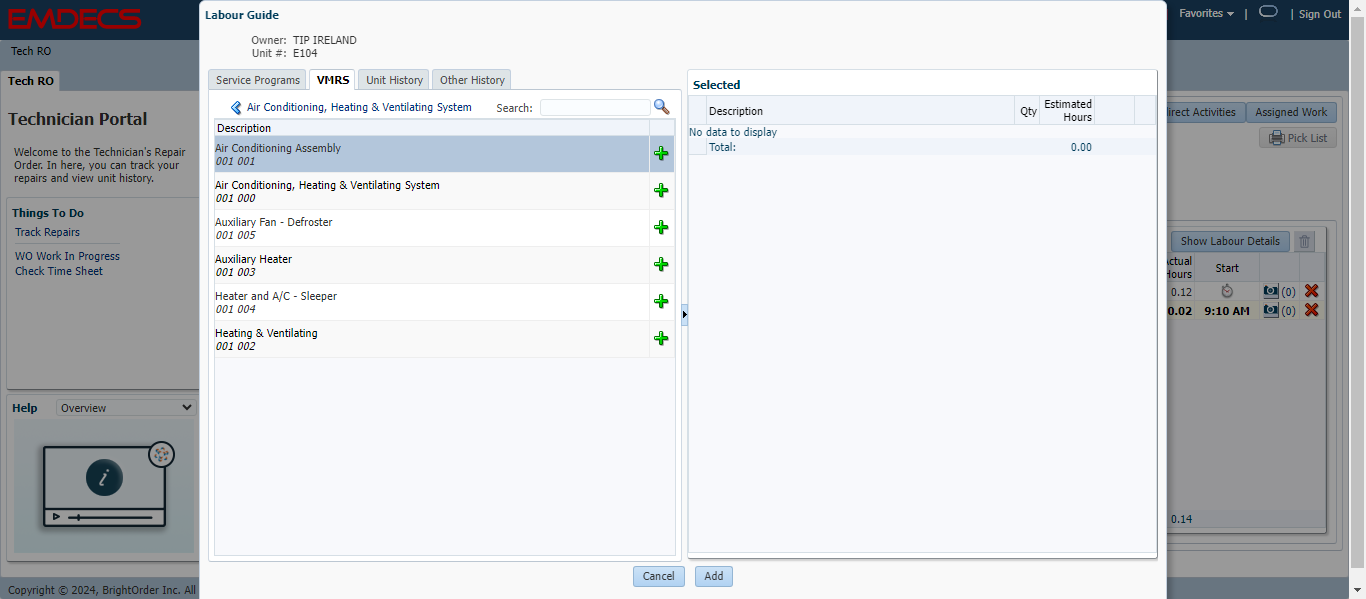 EMDECS
Favorites | | Sign Out
Tech RO
Tech RO
Technician Portal
Welcome to the Technician's Repair
Order. In here, you can track your
repairs and view unit history.
Things To Do
Track Repairs
WO Work In Progress
Check Time Sheet
Help Overview
i
Copyright © 2024, BrightOrder Inc. All
Labour Guide
Owner: TIP IRELAND
Unit #: E104
Service Programs VMRS Unit History Other History
Air Conditioning, Heating & Ventilating System Search:
Description
Air Conditioning Assembly
001 001
Air Conditioning, Heating & Ventilating System
001 000
Auxiliary Fan - Defroster
001 005
Auxiliary Heater
001 003
Heater and A/C - Sleeper
001 004
Heating & Ventilating
001 002
Selected
Description Qty Estimated
Hours
No data to display
Total: 0.00
Cancel Add
Activities Assigned Work
Pick List
Show Labour Details
Hours Start
0.12 (0)
0.02 9:10 AM (0)
0.14